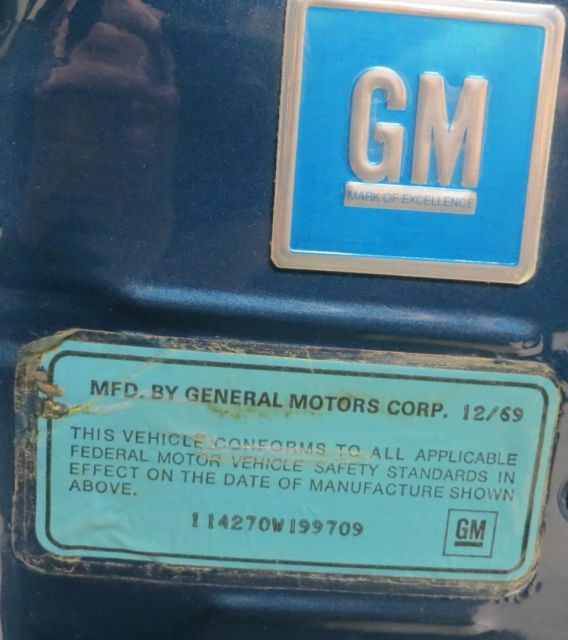 GM
MARK OF EXCELLENCE
MFD. BY GENERAL MOTORS CORP. 12/69
THIS VEHICLE CONFORMS TO ALL APPLICABLE
FEDERAL MOTOR VEHICLE SAFETY STANDARDS IN
EFFECT ON THE DATE OF MANUFACTURE SHOWN
ABOVE.
114270W199709
GM